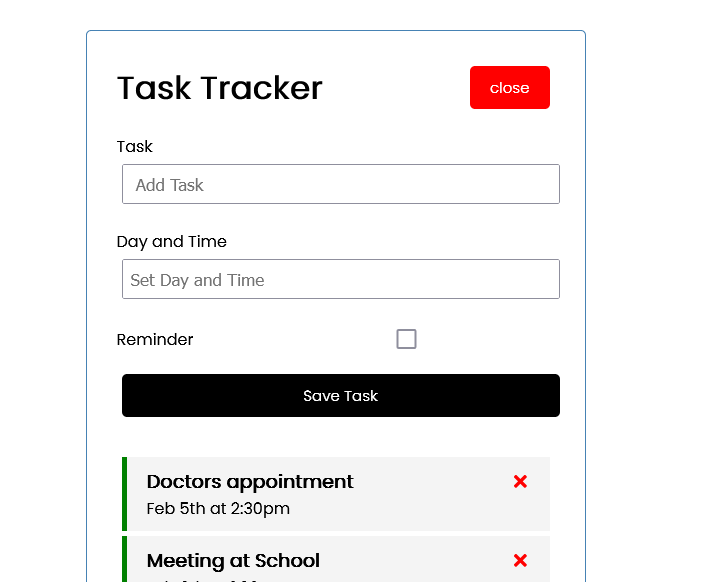 Task Tracker
close
Task
Add Task
Day and Time
Set Day and Time
Reminder
Save Task
Doctors appointment
Feb 5th at 2:30pm
Meeting at School